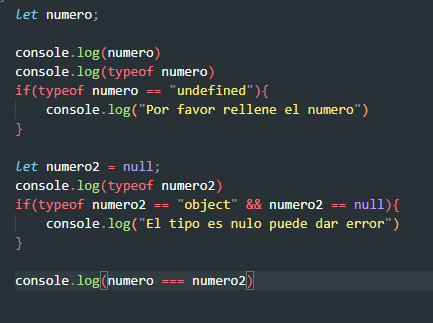 let numero;
console.log(numero)
console.log(typeof numero)
if(typeof numero == "undefined"){
console.log("Por favor rellene el numero")
}
let numero2 = null;
console.log(typeof numero2)
if(typeof numero2 == "object" && numero2 == null){
console.log("El tipo es nulo puede dar error")
}
console.log(numero === numero2)